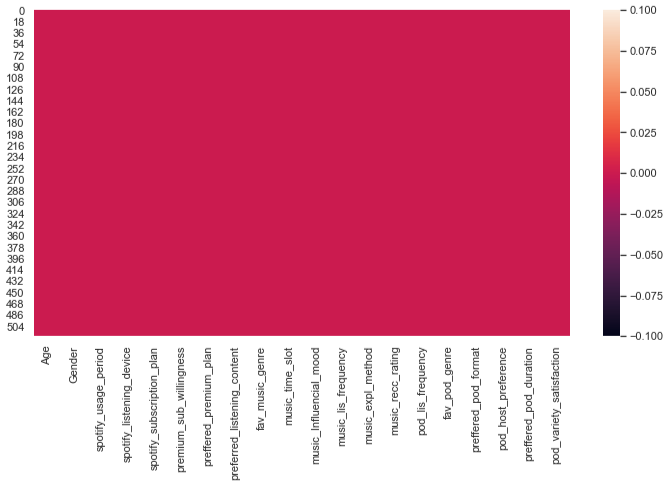 0
18
36
54
72
90
108
126
144
162
180
198
216
234
252
270
288
306
324
342
360
378
396
414
432
450
468
486
504
Age
Gender
spotify_usage_period
spotify_listening_device
spotify_subscription_plan
premium_sub_willingness
preffered_premium_plan
preferred_listening_content
fav_music_genre
music_time_slot
music_Influencial_mood
music_lis_frequency
music_expl_method
music_recc_rating
pod_lis_frequency
fav_pod_genre
preffered_pod_format
pod_host_preference
preffered_pod_duration
pod_variety_satisfaction
0.100
0.075
0.050
0.025
0.000
−0.025
−0.050
−0.075
−0.100